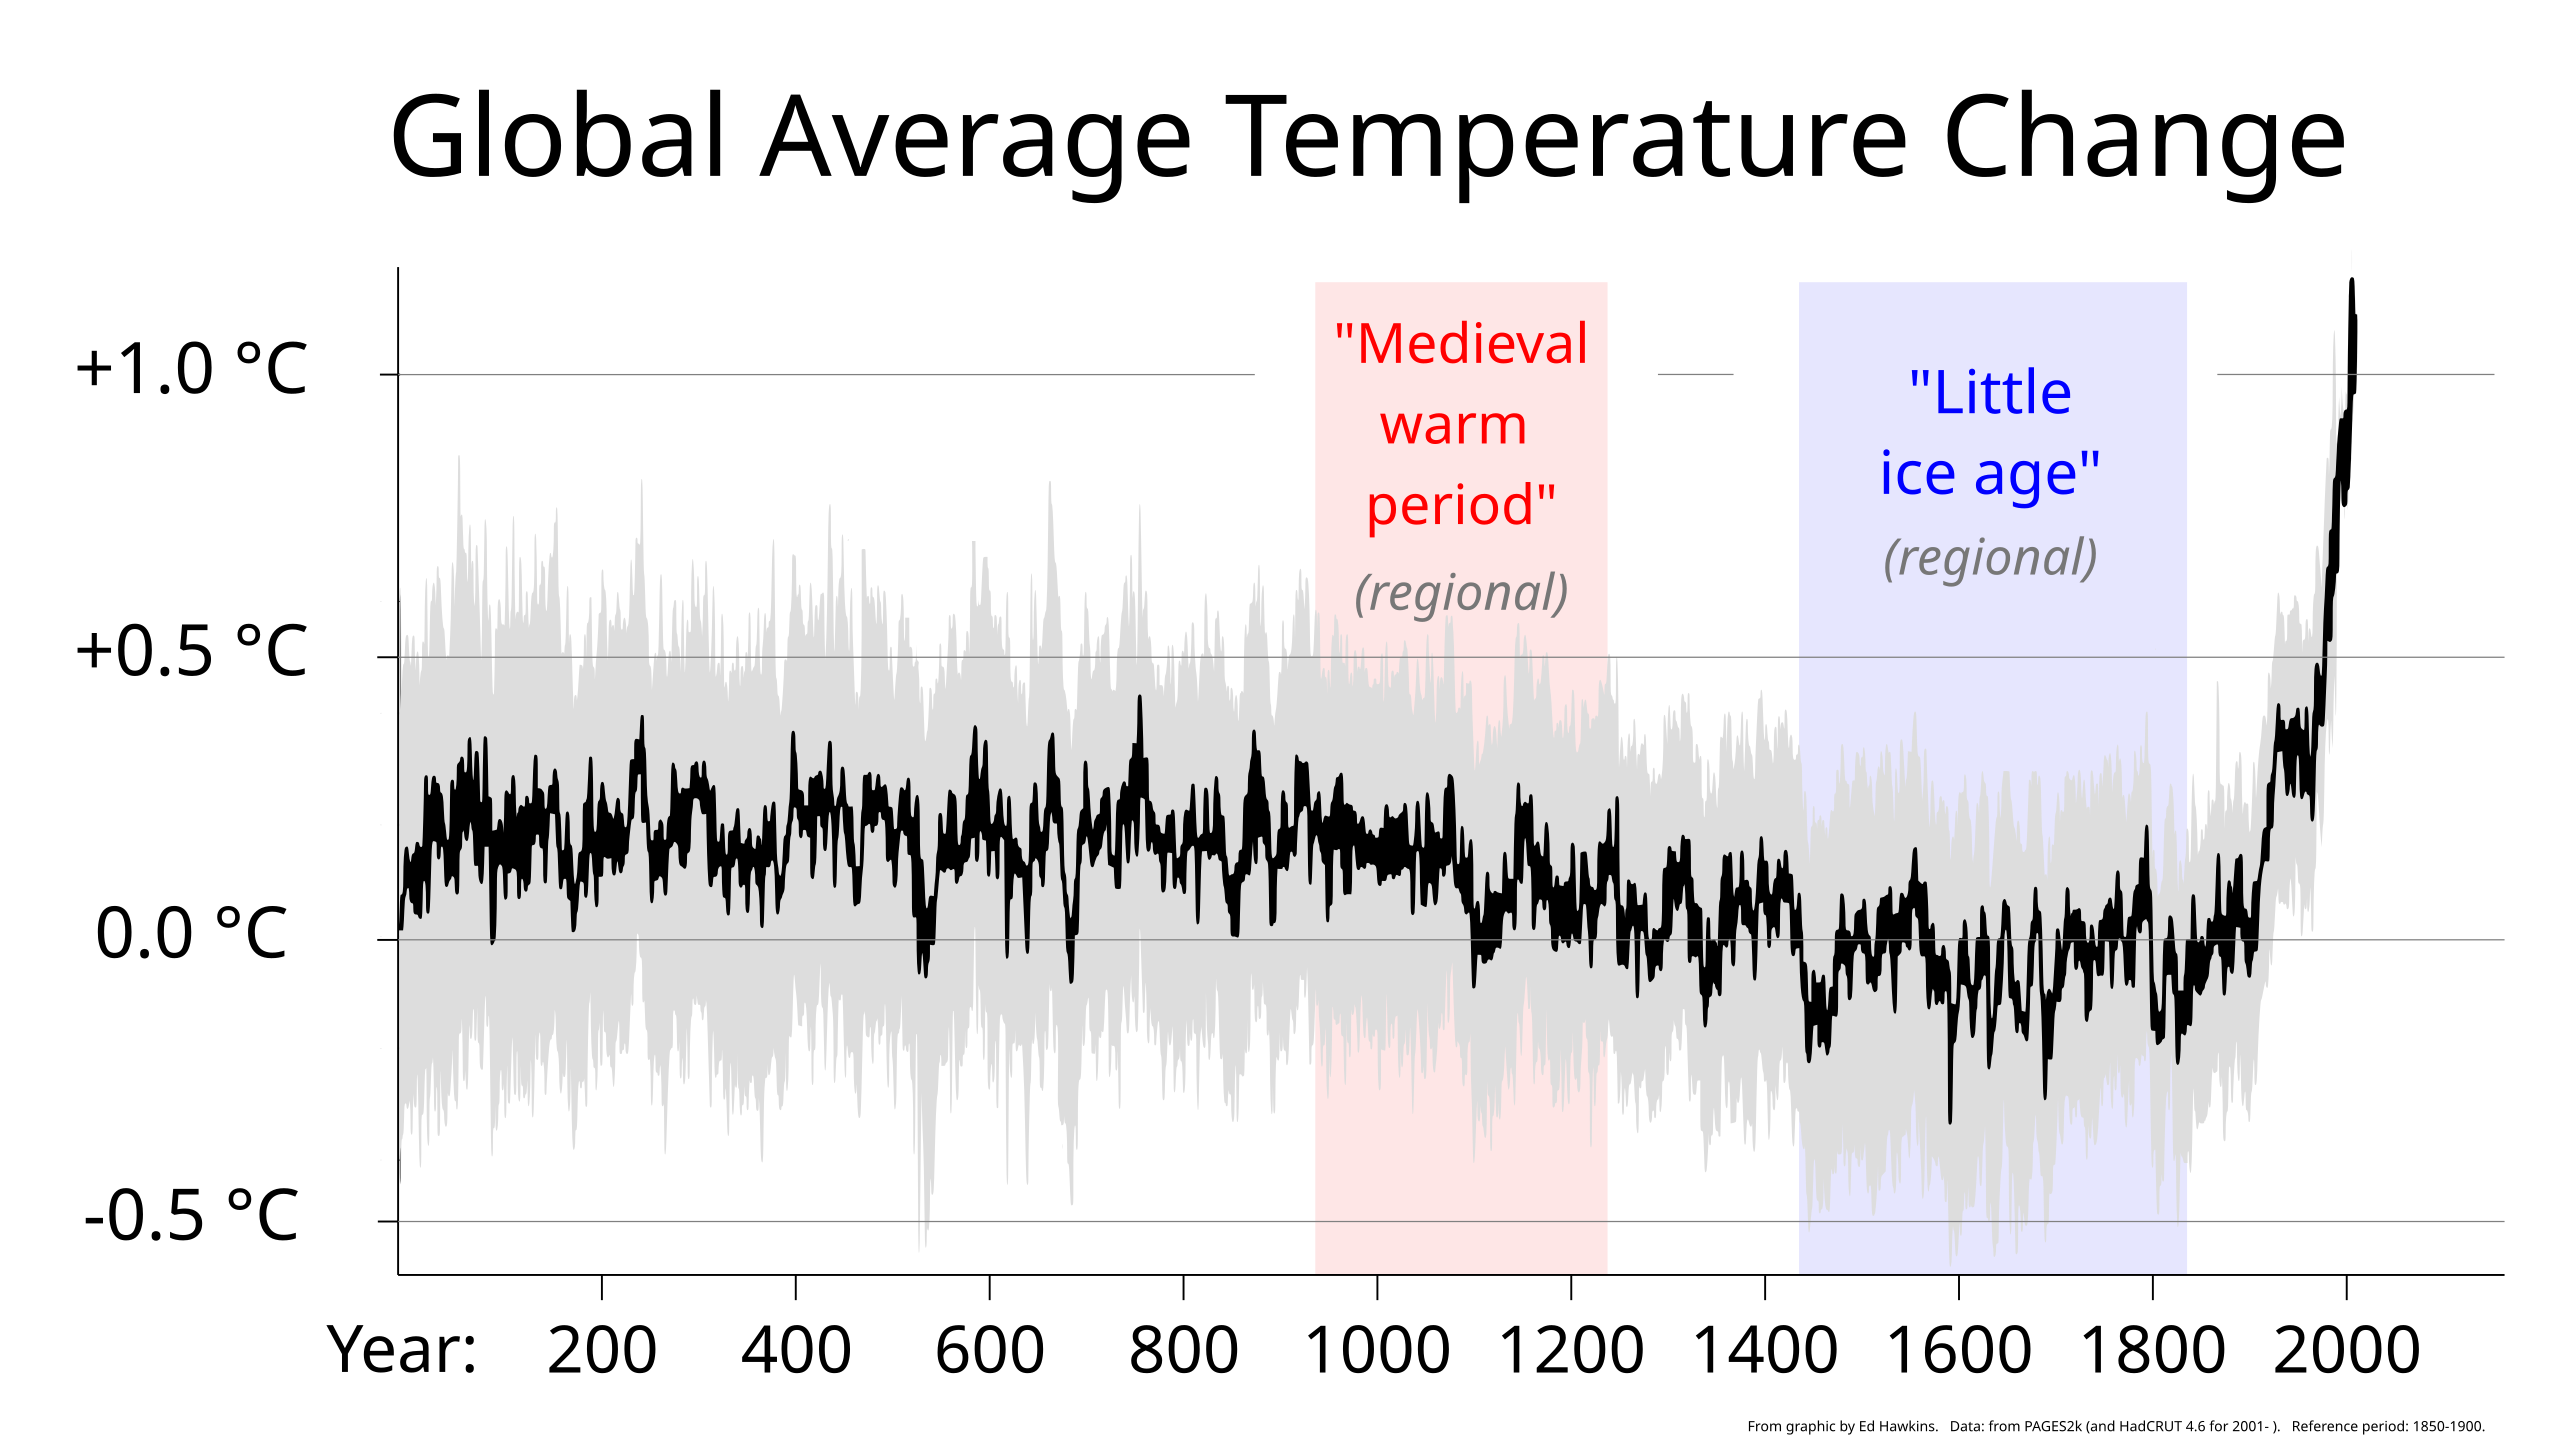 Global Average Temperature Change
+1.0 °C
+0.5 °C
0.0 °C
-0.5 °C
"Medieval
warm
period"
(regional)
"Little
ice age"
(regional)
Year: 200 400 600 800 1000 1200 1400 1600 1800 2000
From graphic by Ed Hawkins. Data: from PAGES2k (and HadCRUT 4.6 for 2001- ). Reference period: 1850-1900.